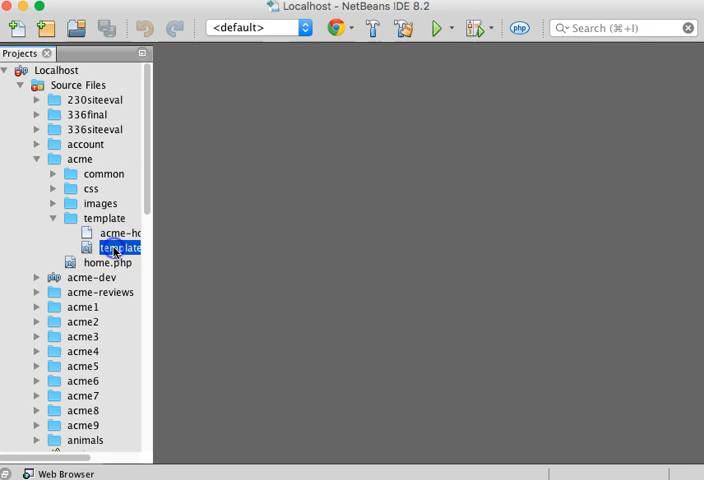 Localhost - NetBeans IDE 8.2
<default>
php
Search (⌘+I)
Projects
Localhost
Source Files
230siteeval
336final
336siteeval
account
acme
common
css
images
template
acme-hc
template
home.php
php
acme-dev
acme-reviews
acme1
acme2
acme3
acme4
acme5
acme6
acme7
acme8
acme9
animals
Web Browser